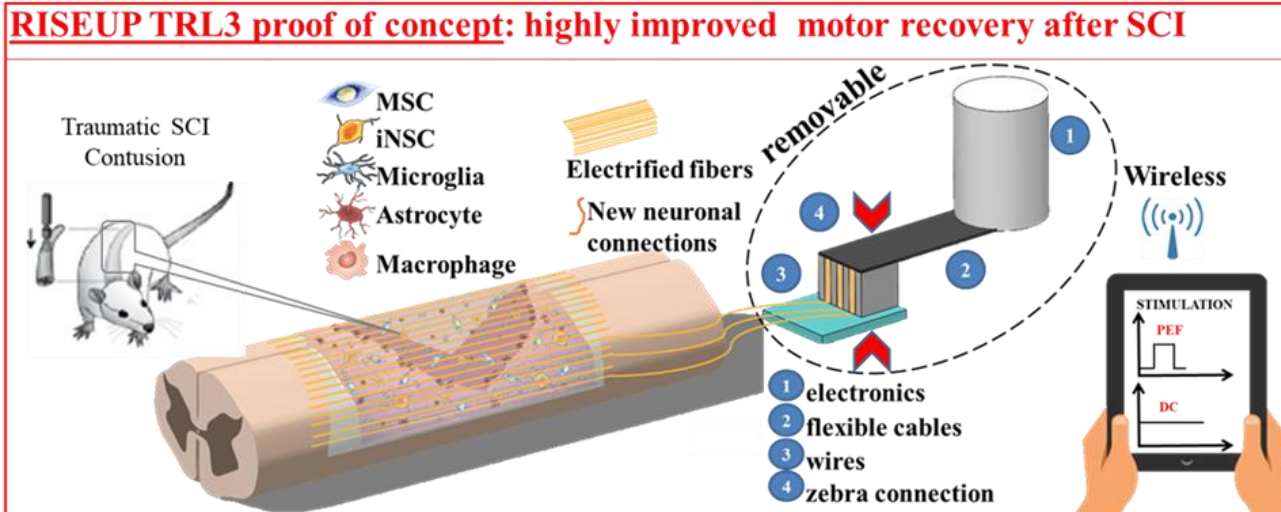 RISEUP TRL3 proof of concept: highly improved motor recovery after SCI
Traumatic SCI
Contusion
MSC
iNSC
Microglia
Astrocyte
Macrophage
Electrified fibers
New neuronal
connections
removable
1
4
3
2
Wireless
STIMULATION
PEF
DC
1 electronics
2 flexible cables
3 wires
4 zebra connection